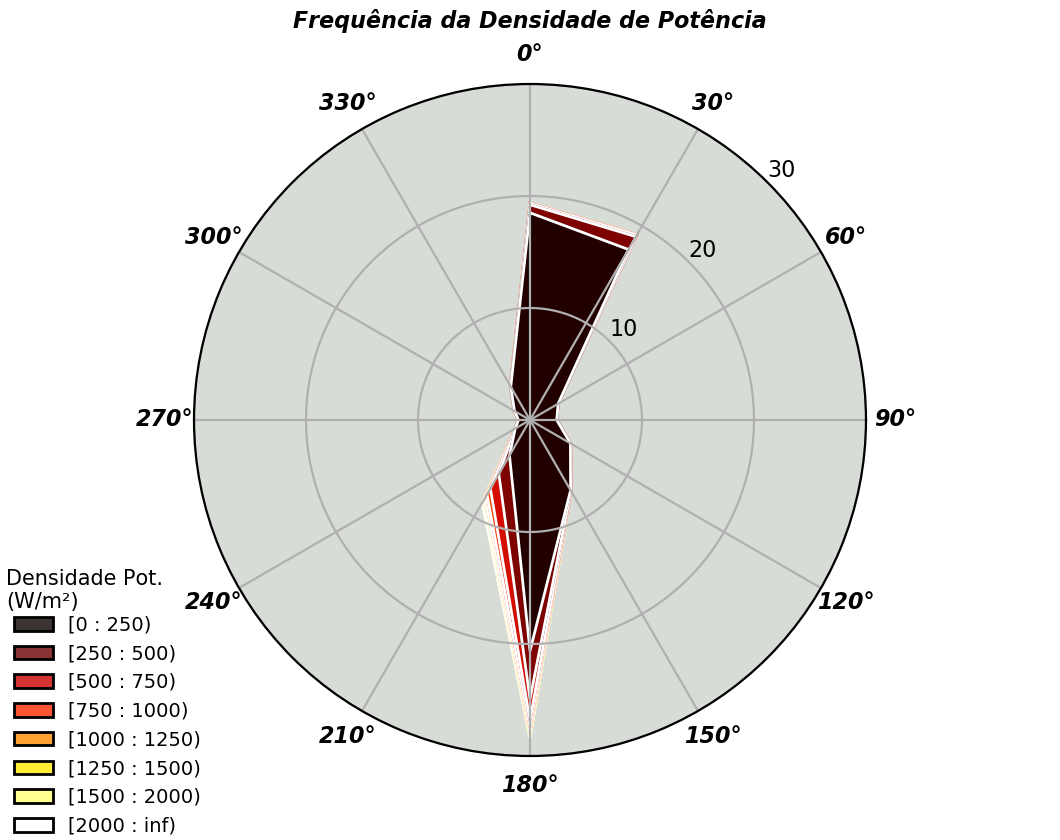 Frequência da Densidade de Potência
0°
330°
30°
30
300°
60°
20
10
270°
90°
240°
120°
210°
150°
180°
Densidade Pot.
(W/m²)
[0 : 250)
[250 : 500)
[500 : 750)
[750 : 1000)
[1000 : 1250)
[1250 : 1500)
[1500 : 2000)
[2000 : inf)